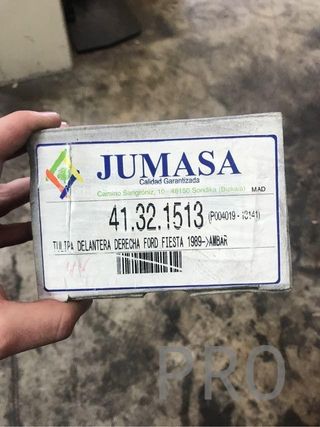 JUMASA
Calidad Garantizada
Camino Sangroniz, 10 - 48150 Sondika (Bizkaia) MAD
41.32.1513 (P004019 - 10141)
TULIPA DELANTERA DERECHA FORD FIESTA 1989->AMBAR
PRO